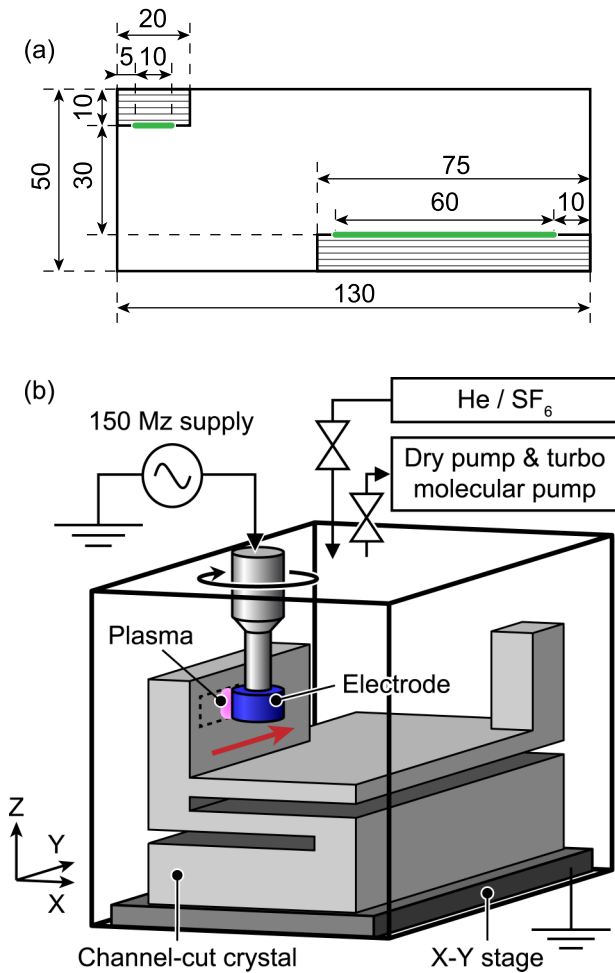 (a)
20
5 10
10
50
30
75
60 10
130
(b)
150 Mz supply
He / SF6
Dry pump & turbo
molecular pump
Plasma
Electrode
Z
Y
X
Channel-cut crystal
X-Y stage